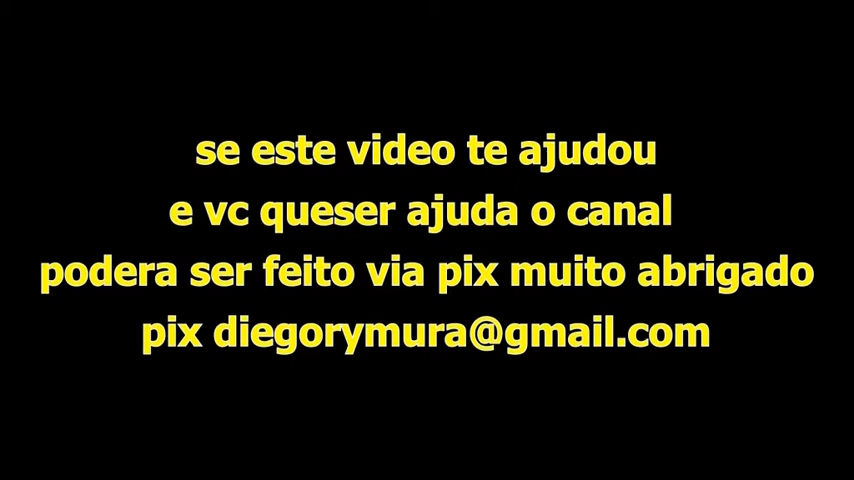 se este video te ajudou
e vc queser ajuda o canal
podera ser feito via pix muito abrigado
pix diegorymura@gmail.com